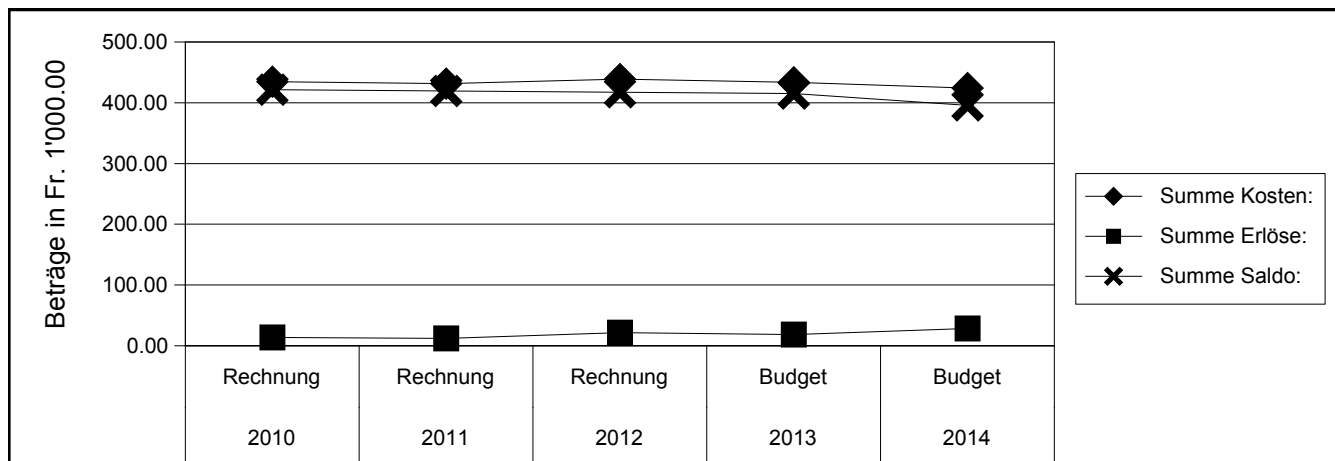 Beträge in Fr. 1'000.00
500.00
400.00
300.00
200.00
100.00
0.00
Rechnung Rechnung Rechnung Budget Budget
2010 2011 2012 2013 2014
Summe Kosten:
Summe Erlöse:
Summe Saldo: